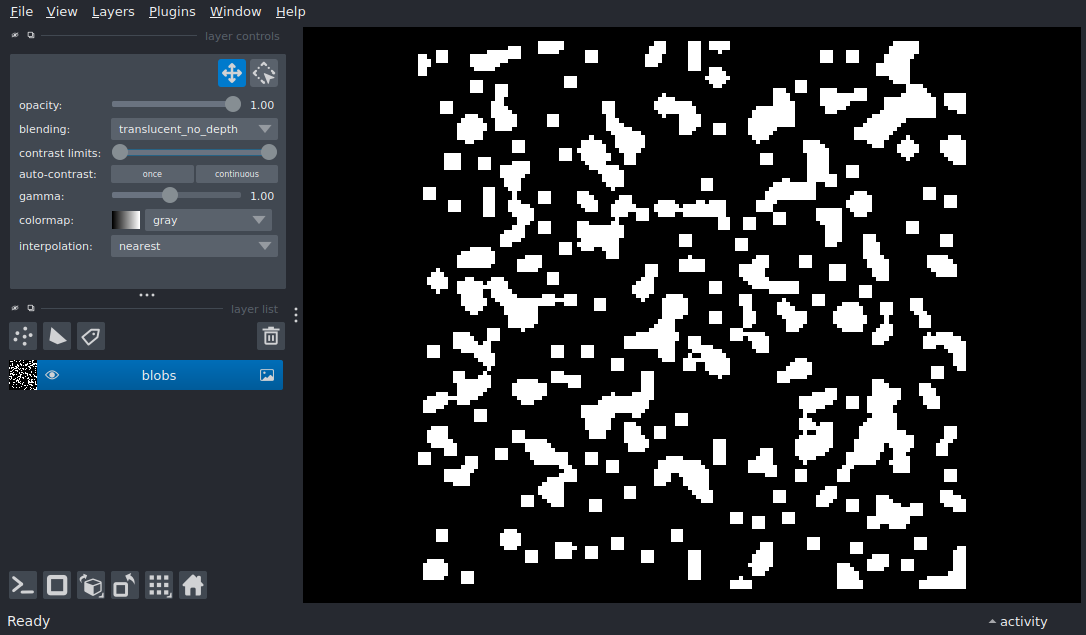 File View Layers Plugins Window Help
layer controls
opacity: 1.00
blending: translucent_no_depth
contrast limits:
auto-contrast: once continuous
gamma: 1.00
colormap: gray
interpolation: nearest
layer list
blobs
Ready
activity